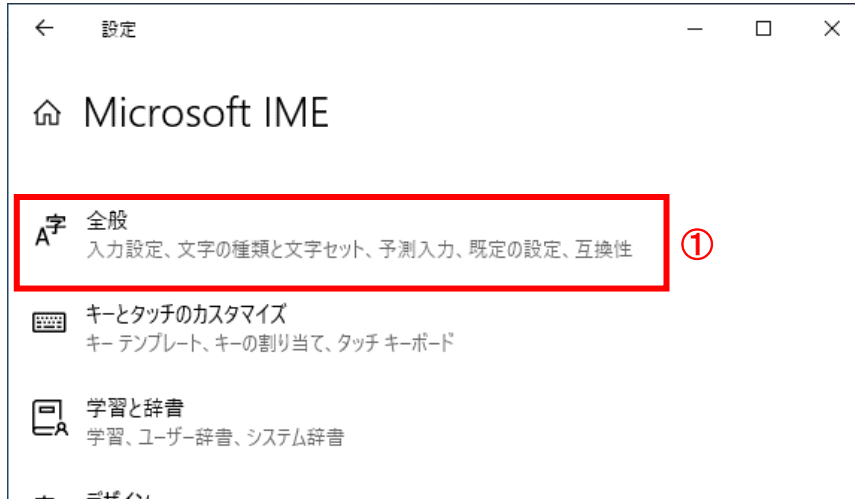 設定
Microsoft IME
全般
入力設定、文字の種類と文字セット、予測入力、既定の設定、互換性
①
キーとタッチのカスタマイズ
キー テンプレート、キーの割り当て、タッチ キーボード
学習と辞書
学習、ユーザー辞書、システム辞書
デザイン